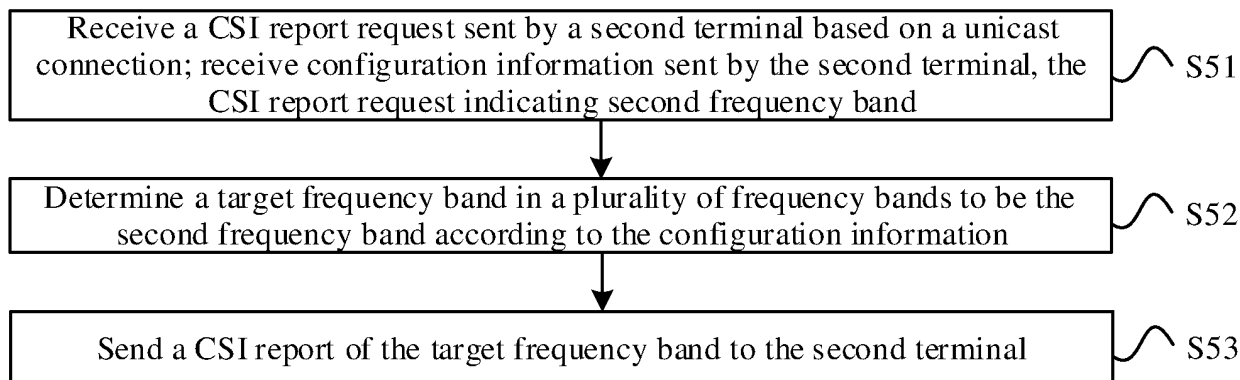 Receive a CSI report request sent by a second terminal based on a unicast
connection; receive configuration information sent by the second terminal, the
CSI report request indicating second frequency band
S51
Determine a target frequency band in a plurality of frequency bands to be the
second frequency band according to the configuration information
S52
Send a CSI report of the target frequency band to the second terminal
S53